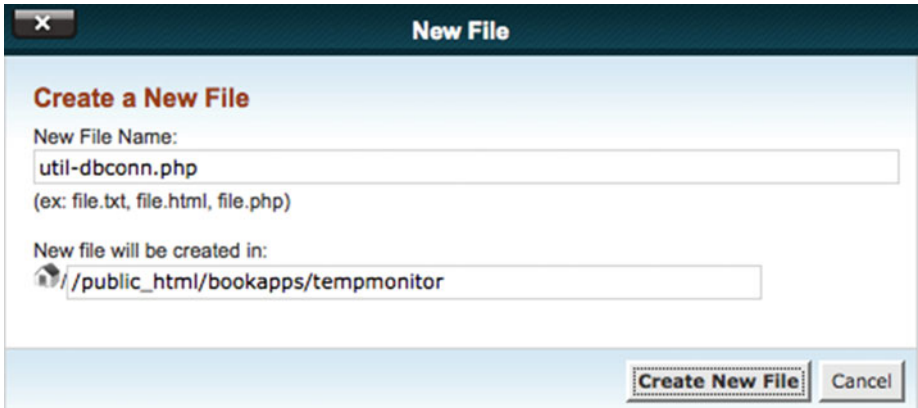 X
New File
Create a New File
New File Name:
util-dbconn.php
(ex: file.txt, file.html, file.php)
New file will be created in:
/ /public_html/bookapps/tempmonitor
Create New File Cancel